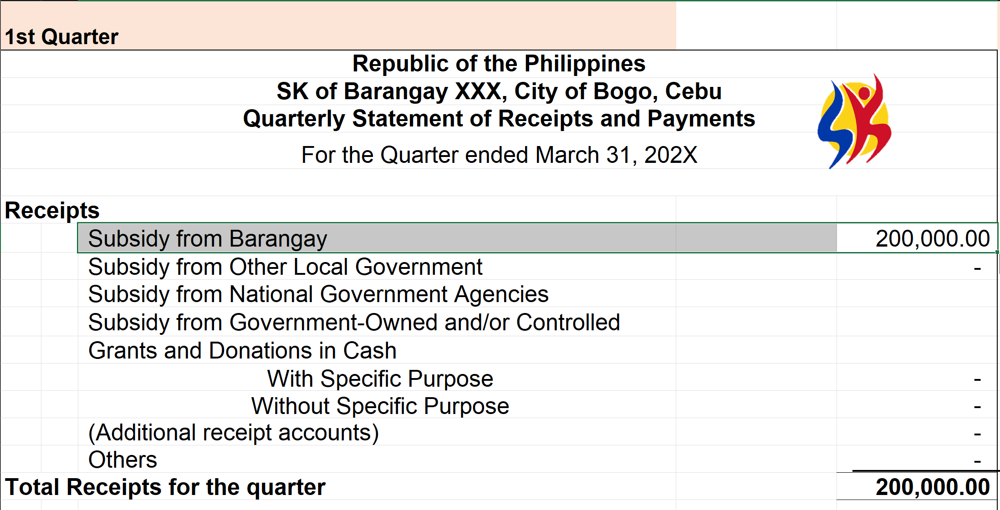 1st Quarter
Republic of the Philippines
SK of Barangay XXX, City of Bogo, Cebu
Quarterly Statement of Receipts and Payments
For the Quarter ended March 31, 202X
Receipts
Subsidy from Barangay 200,000.00
Subsidy from Other Local Government -
Subsidy from National Government Agencies
Subsidy from Government-Owned and/or Controlled
Grants and Donations in Cash
With Specific Purpose -
Without Specific Purpose -
(Additional receipt accounts) -
Others -
Total Receipts for the quarter 200,000.00